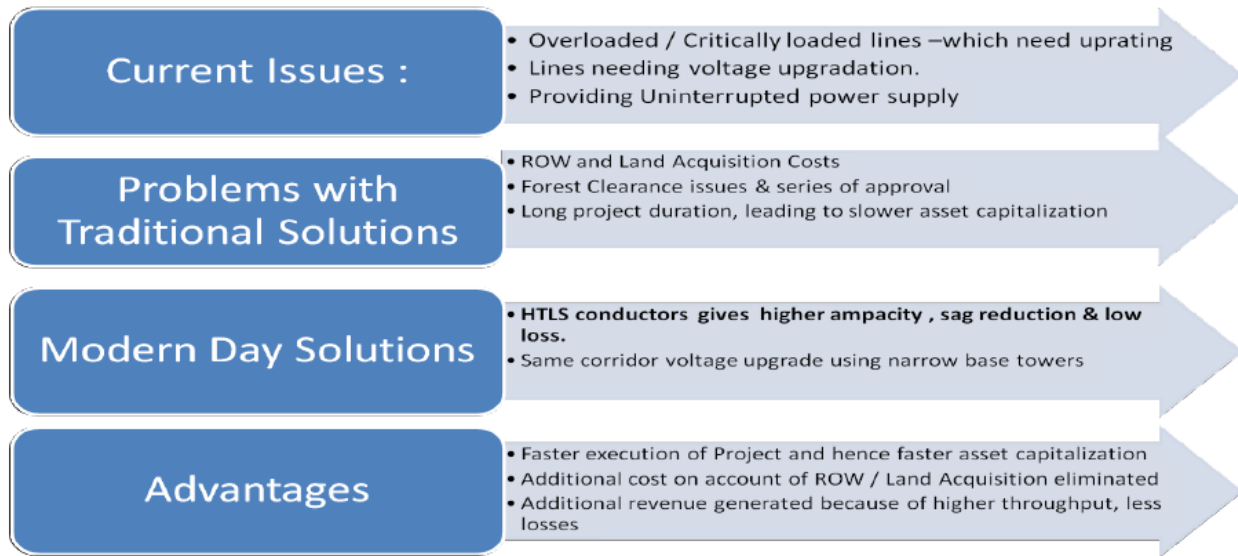 Current Issues :
• Overloaded / Critically loaded lines –which need uprating
• Lines needing voltage upgradation.
• Providing Uninterrupted power supply
Problems with
Traditional Solutions
• ROW and Land Acquisition Costs
• Forest Clearance issues & series of approval
• Long project duration, leading to slower asset capitalization
Modern Day Solutions
• HTLS conductors gives higher ampacity , sag reduction & low
loss.
• Same corridor voltage upgrade using narrow base towers
Advantages
• Faster execution of Project and hence faster asset capitalization
• Additional cost on account of ROW / Land Acquisition eliminated
• Additional revenue generated because of higher throughput, less
losses